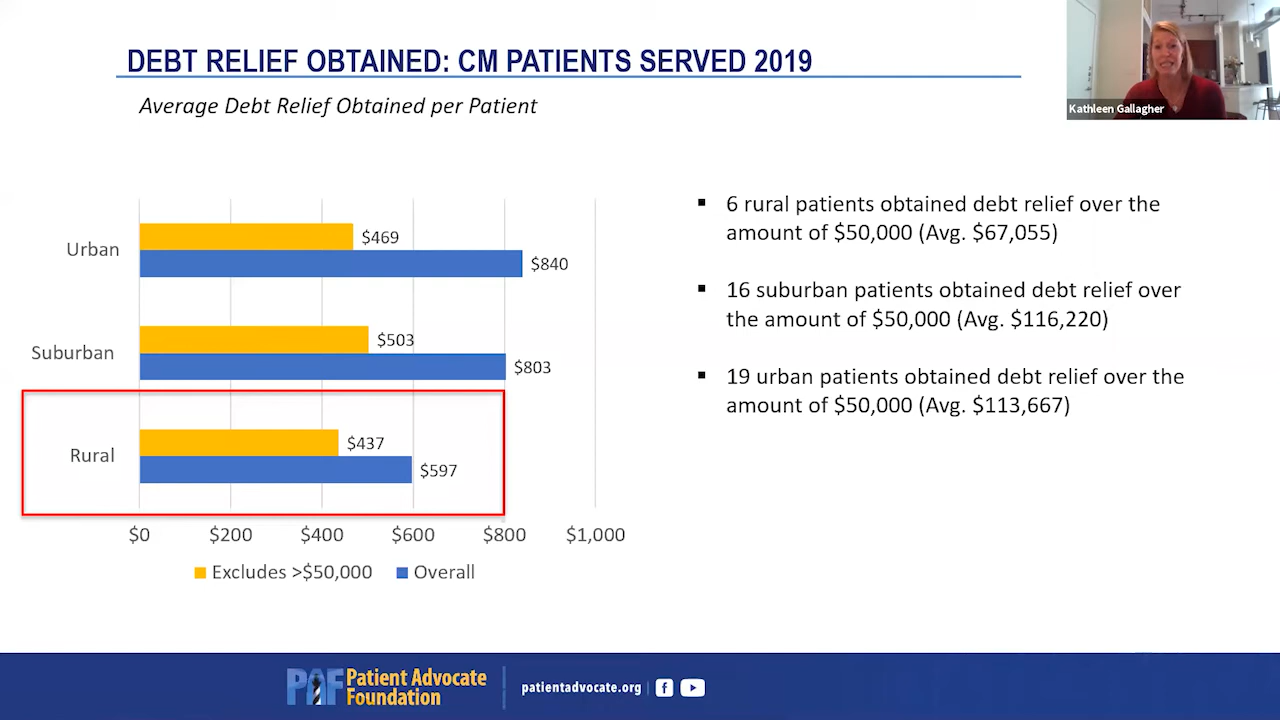 DEBT RELIEF OBTAINED: CM PATIENTS SERVED 2019
Average Debt Relief Obtained per Patient
Kathleen Gallagher
Urban
$469
$840
Suburban
$503
$803
Rural
$437
$597
$0 $200 $400 $600 $800 $1,000
Excludes >$50,000 Overall
▪ 6 rural patients obtained debt relief over the
amount of $50,000 (Avg. $67,055)
▪ 16 suburban patients obtained debt relief over
the amount of $50,000 (Avg. $116,220)
▪ 19 urban patients obtained debt relief over the
amount of $50,000 (Avg. $113,667)
PAF Patient Advocate
Foundation
patientadvocate.org